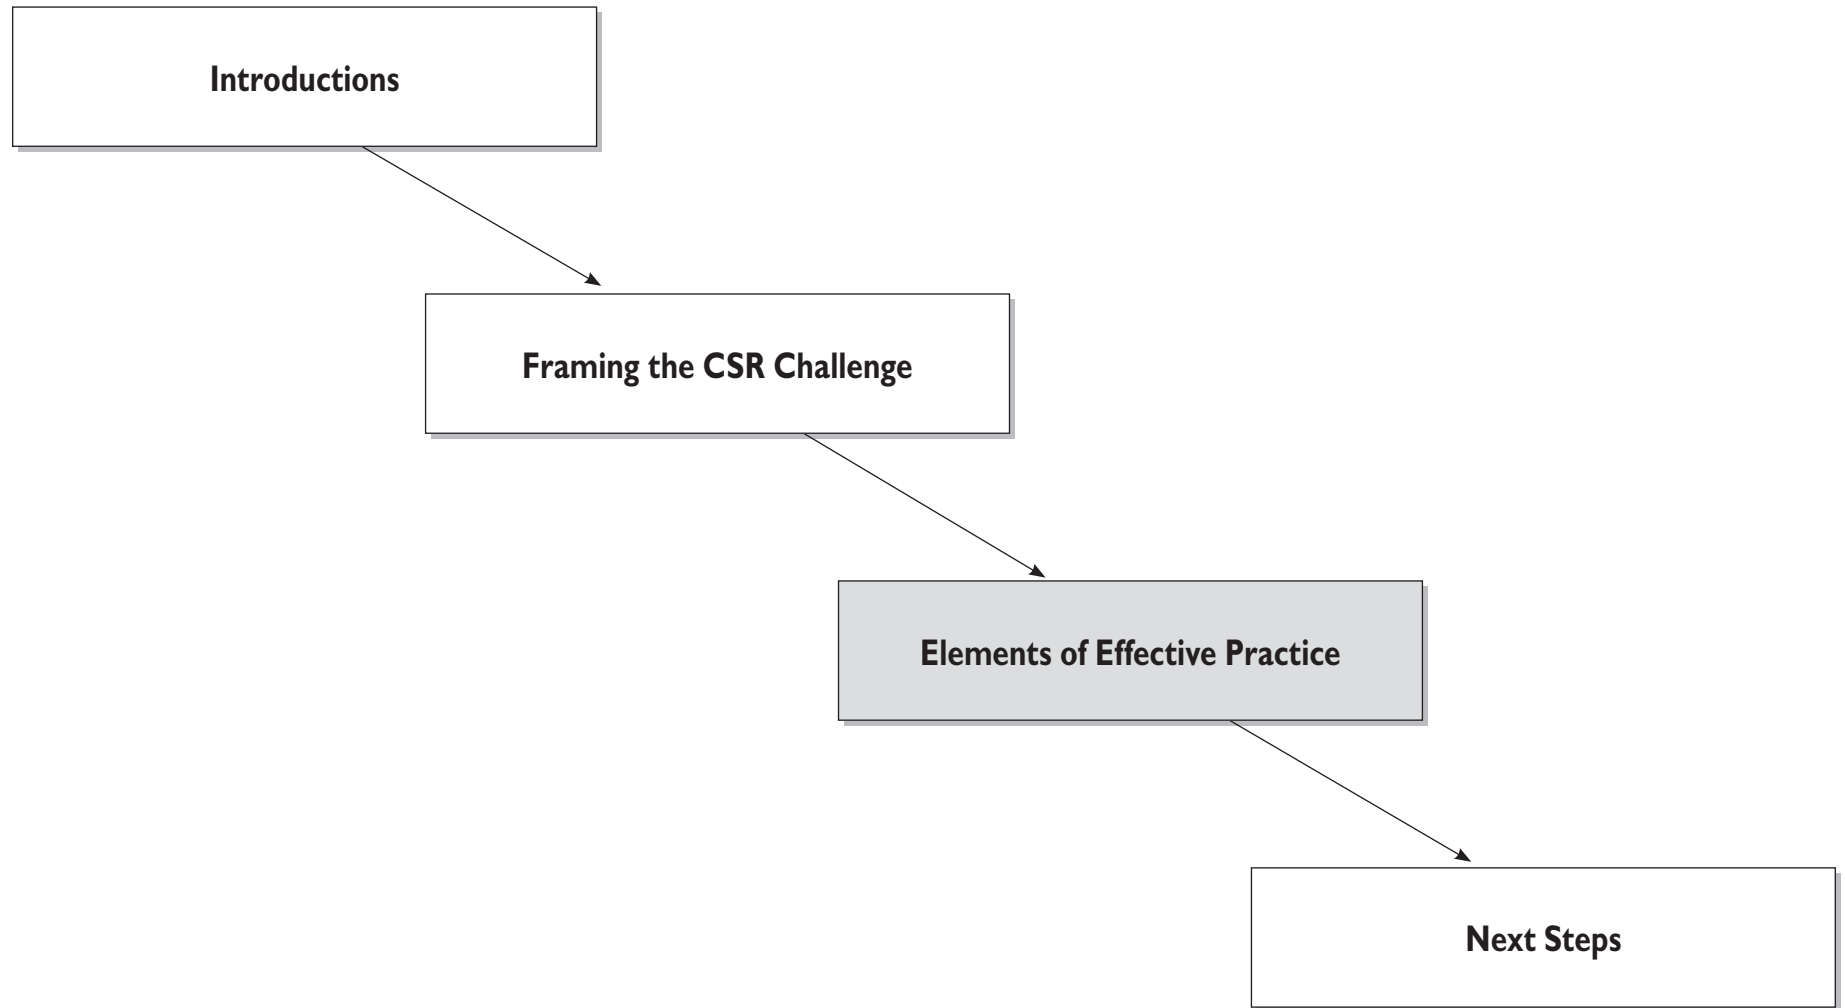 Introductions
Framing the CSR Challenge
Elements of Effective Practice
Next Steps